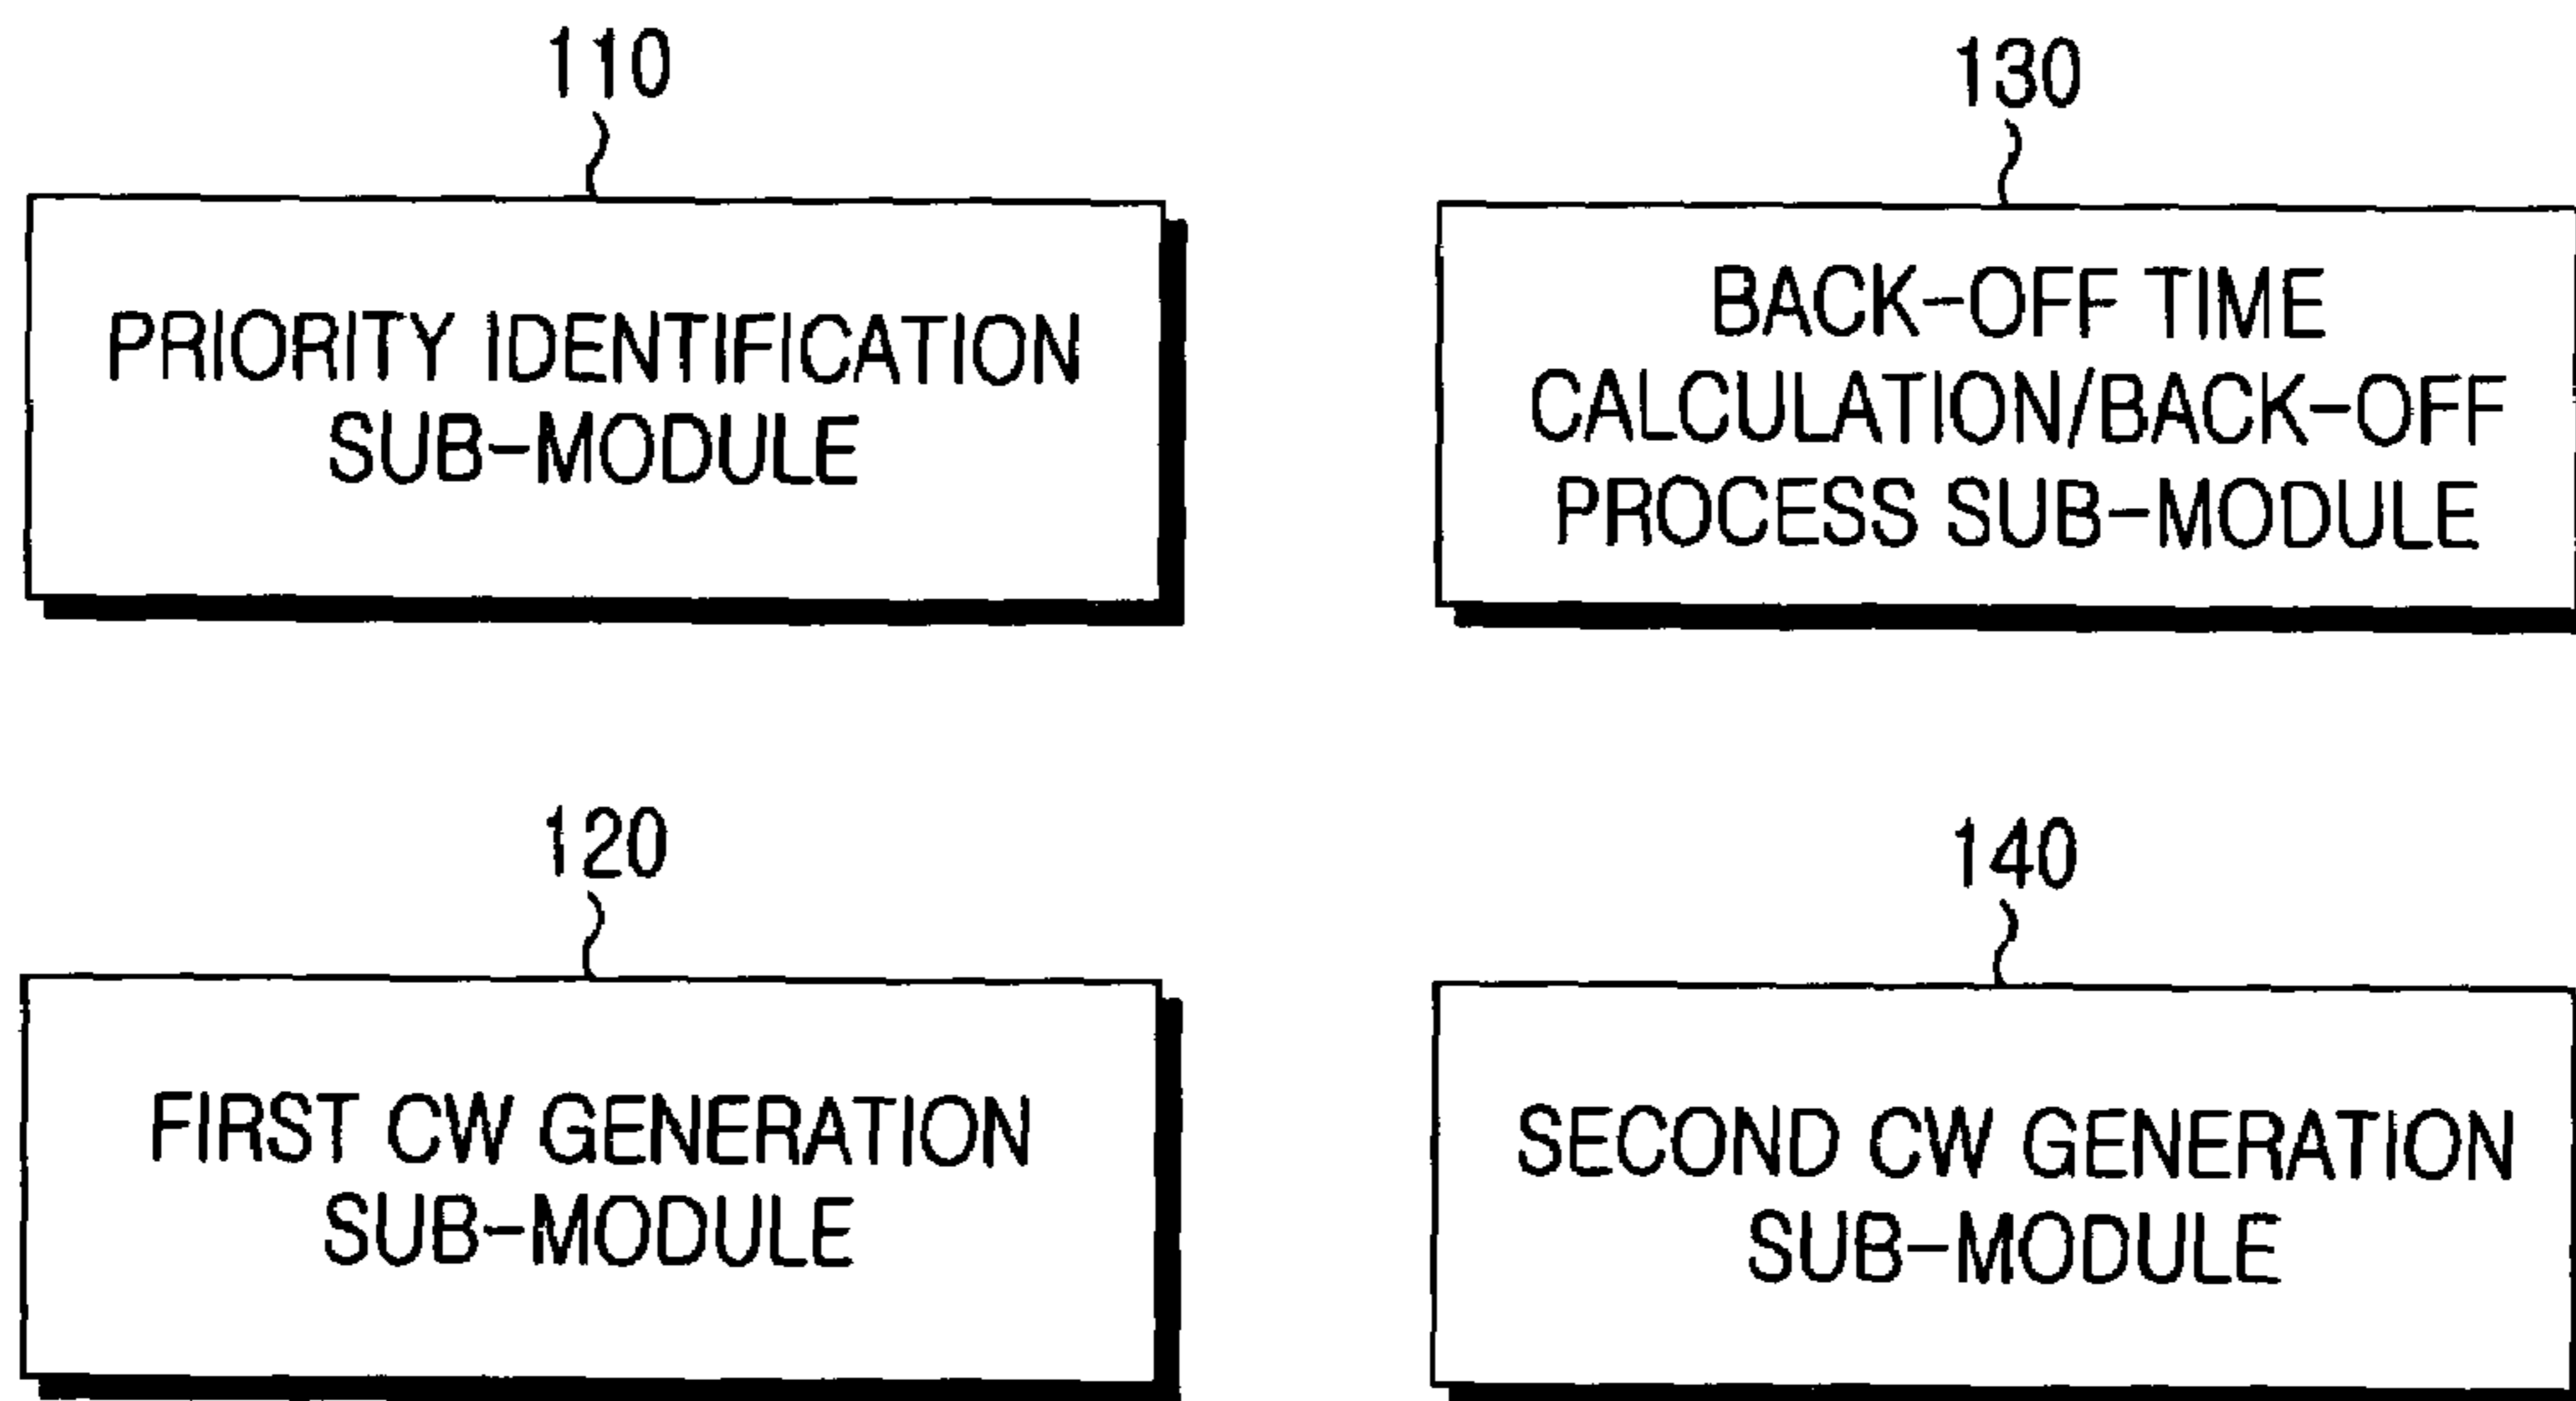 110
PRIORITY IDENTIFICATION
SUB-MODULE
130
BACK-OFF TIME
CALCULATION/BACK-OFF
PROCESS SUB-MODULE
120
FIRST CW GENERATION
SUB-MODULE
140
SECOND CW GENERATION
SUB-MODULE